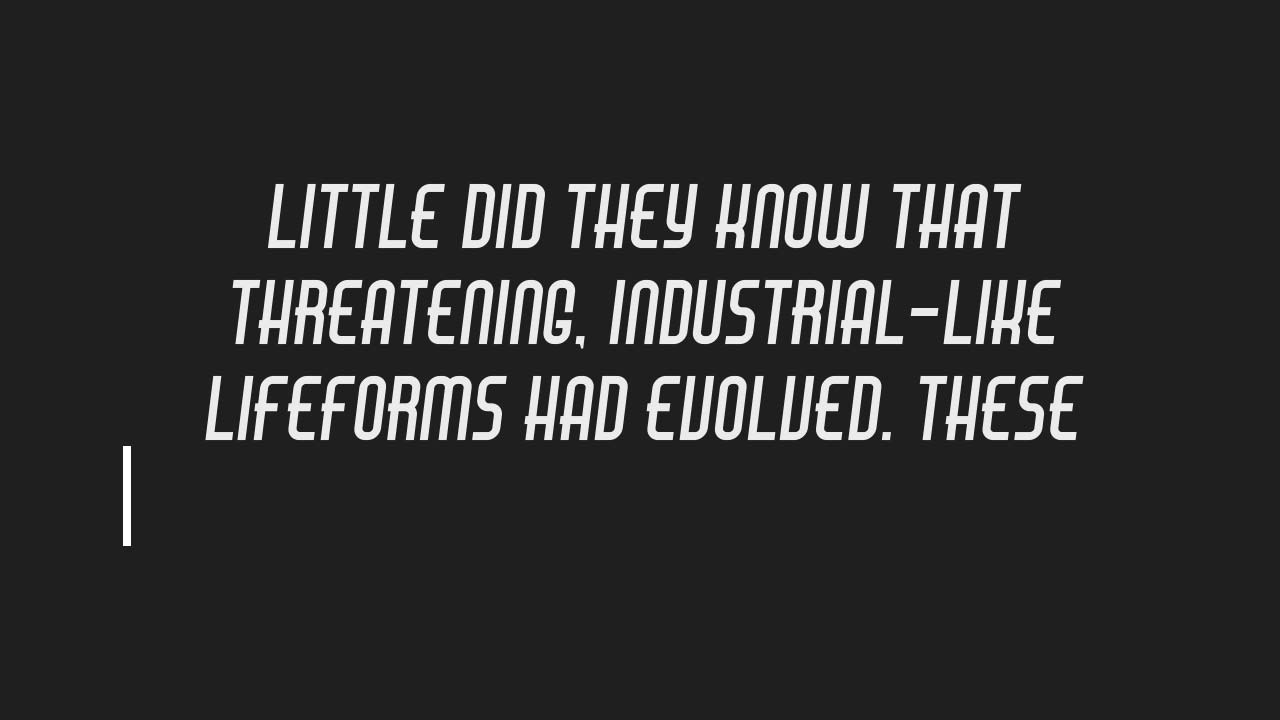 LITTLE DID THEY KNOW THAT
THREATENING, INDUSTRIAL-LIKE
LIFEFORMS HAD EVOLVED. THESE